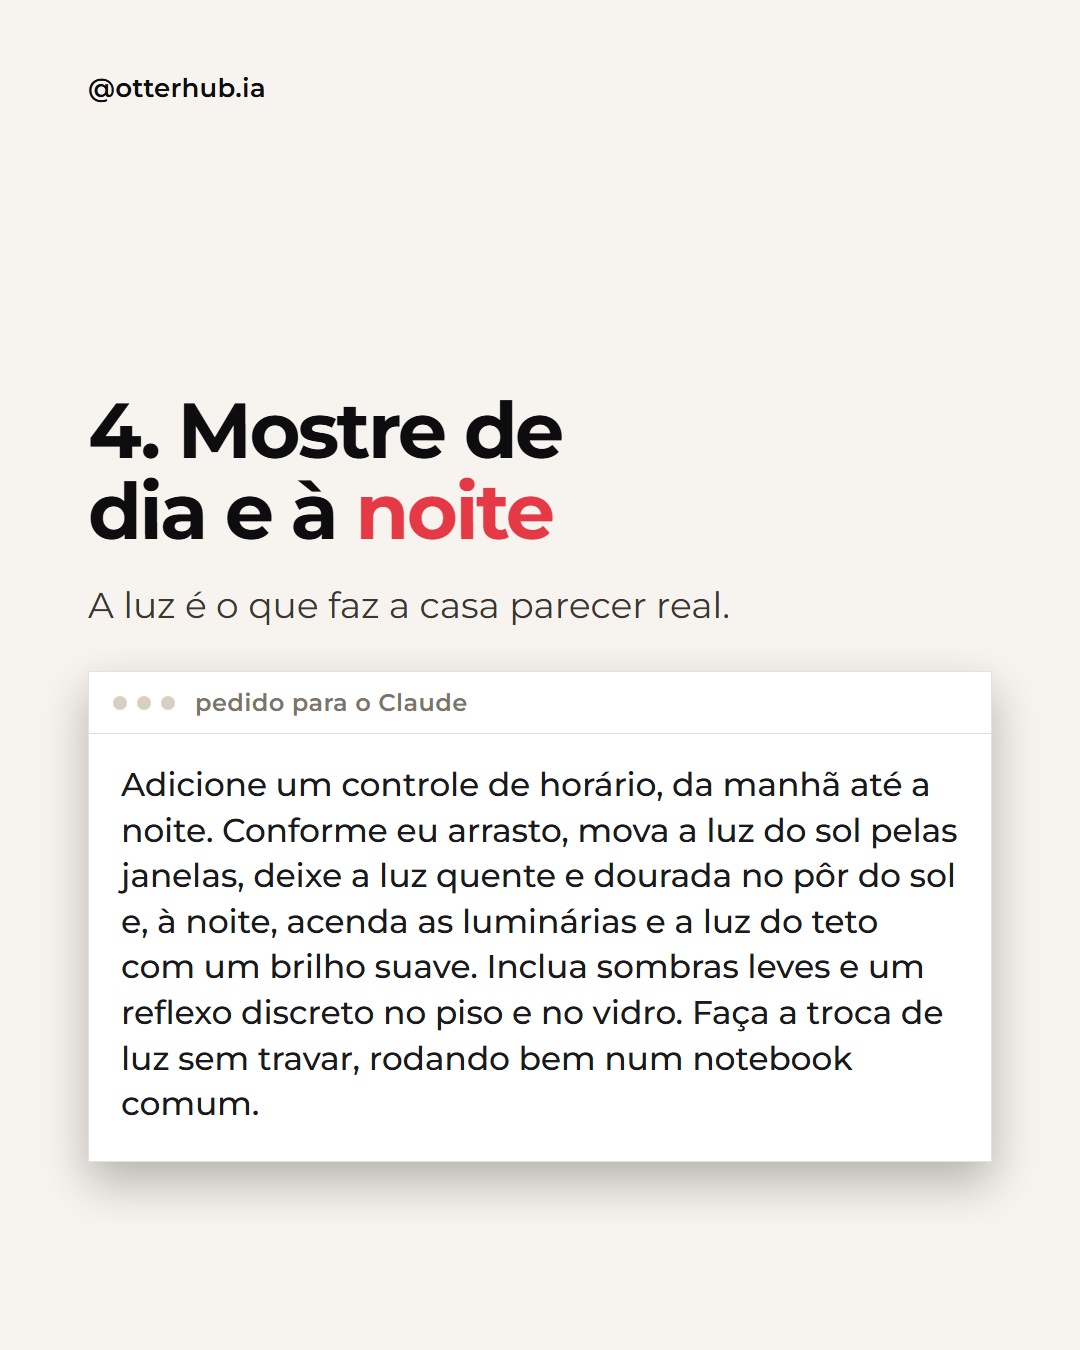 @otterhub.ia
4. Mostre de
dia e à noite
A luz é o que faz a casa parecer real.
pedido para o Claude
Adicione um controle de horário, da manhã até a
noite. Conforme eu arrasto, mova a luz do sol pelas
janelas, deixe a luz quente e dourada no pôr do sol
e, à noite, acenda as luminárias e a luz do teto
com um brilho suave. Inclua sombras leves e um
reflexo discreto no piso e no vidro. Faça a troca de
luz sem travar, rodando bem num notebook
comum.